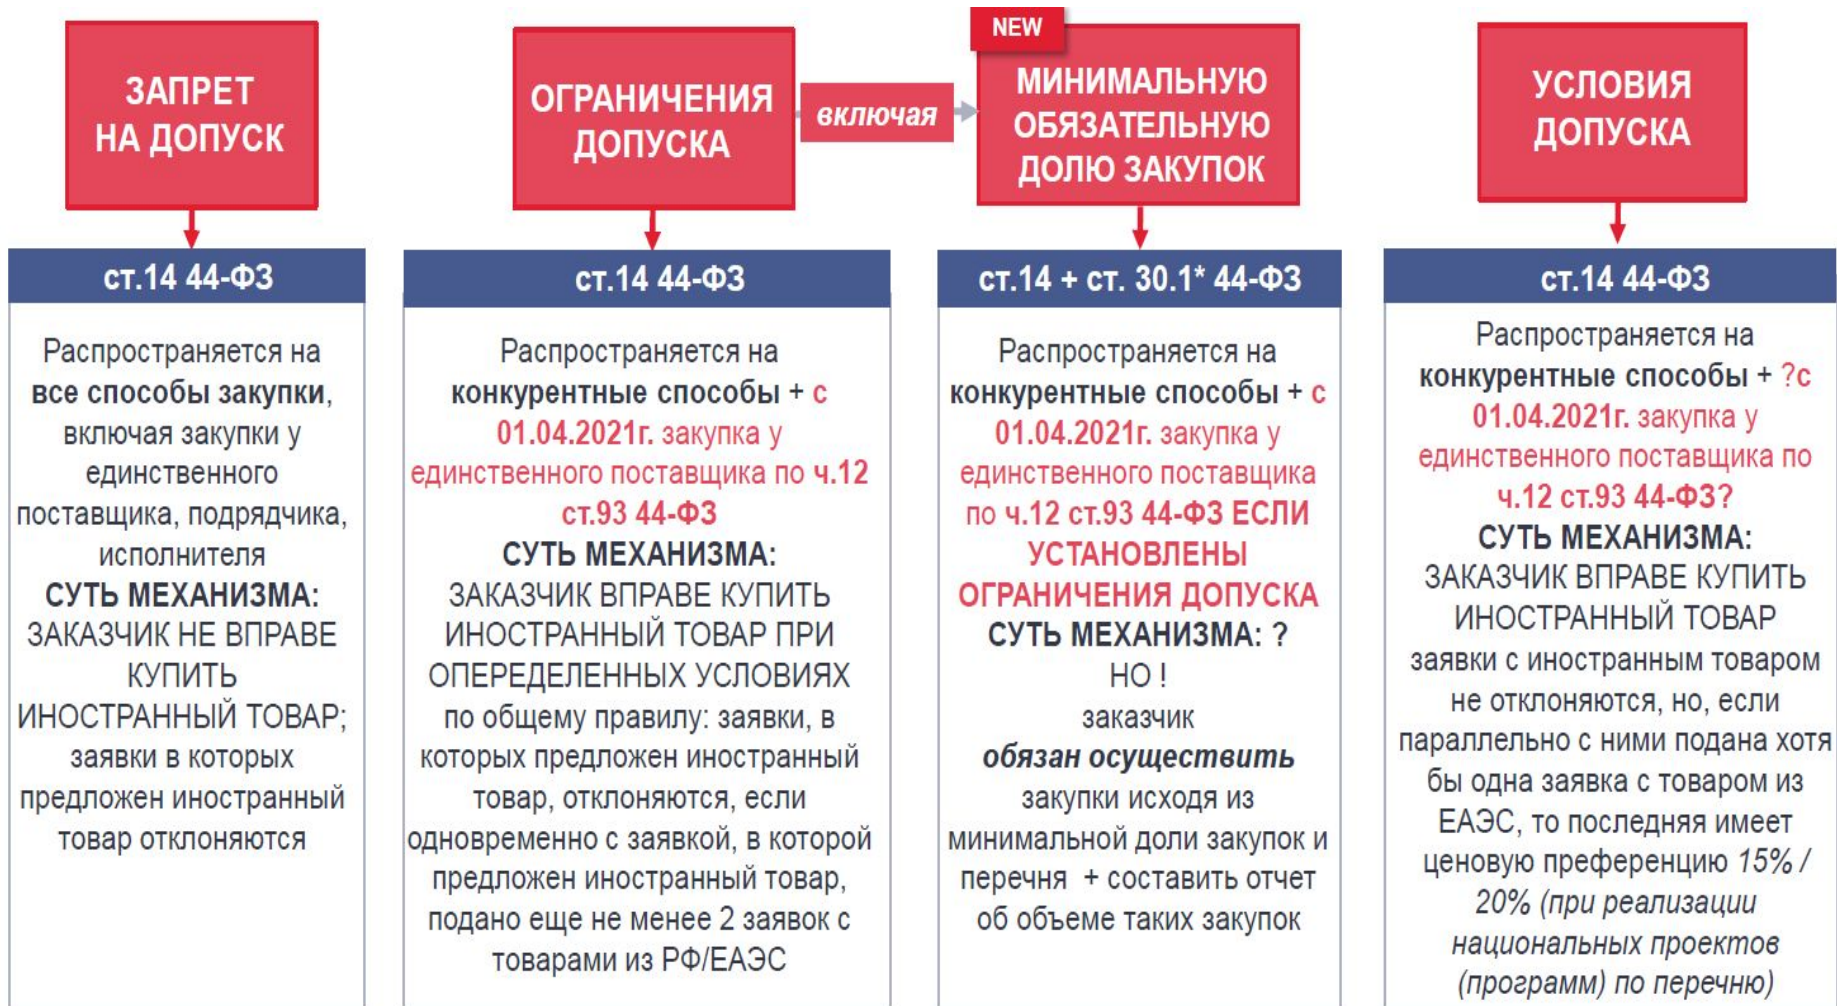 ЗАПРЕТ
НА ДОПУСК
ст.14 44-ФЗ
Распространяется на
все способы закупки,
включая закупки у
единственного
поставщика, подрядчика,
исполнителя
СУТЬ МЕХАНИЗМА:
ЗАКАЗЧИК НЕ ВПРАВЕ
КУПИТЬ
ИНОСТРАННЫЙ ТОВАР;
заявки в которых
предложен иностранный
товар отклоняются
ОГРАНИЧЕНИЯ
ДОПУСКА
включая
ст.14 44-ФЗ
Распространяется на
конкурентные способы + с
01.04.2021г. закупка у
единственного поставщика по ч.12
ст.93 44-ФЗ
СУТЬ МЕХАНИЗМА:
ЗАКАЗЧИК ВПРАВЕ КУПИТЬ
ИНОСТРАННЫЙ ТОВАР ПРИ
ОПЕРЕДЕЛЕННЫХ УСЛОВИЯХ
по общему правилу: заявки, в
которых предложен иностранный
товар, отклоняются, если
одновременно с заявкой, в которой
предложен иностранный товар,
подано еще не менее 2 заявок с
товарами из РФ/ЕАЭС
NEW
МИНИМАЛЬНУЮ
ОБЯЗАТЕЛЬНУЮ
ДОЛЮ ЗАКУПОК
ст.14 + ст. 30.1* 44-ФЗ
Распространяется на
конкурентные способы + с
01.04.2021г. закупка у
единственного поставщика
по ч.12 ст.93 44-ФЗ ЕСЛИ
УСТАНОВЛЕНЫ
ОГРАНИЧЕНИЯ ДОПУСКА
СУТЬ МЕХАНИЗМА: ?
НО !
заказчик
обязан осуществить
закупки исходя из
минимальной доли закупок и
перечня + составить отчет
об объеме таких закупок
УСЛОВИЯ
ДОПУСКА
ст.14 44-ФЗ
Распространяется на
конкурентные способы + ?с
01.04.2021г. закупка у
единственного поставщика по
ч.12 ст.93 44-ФЗ?
СУТЬ МЕХАНИЗМА:
ЗАКАЗЧИК ВПРАВЕ КУПИТЬ
ИНОСТРАННЫЙ ТОВАР
заявки с иностранным товаром
не отклоняются, но, если
параллельно с ними подана хотя
бы одна заявка с товаром из
ЕАЭС, то последняя имеет
ценовую преференцию 15% /
20% (при реализации
национальных проектов
(программ) по перечню)